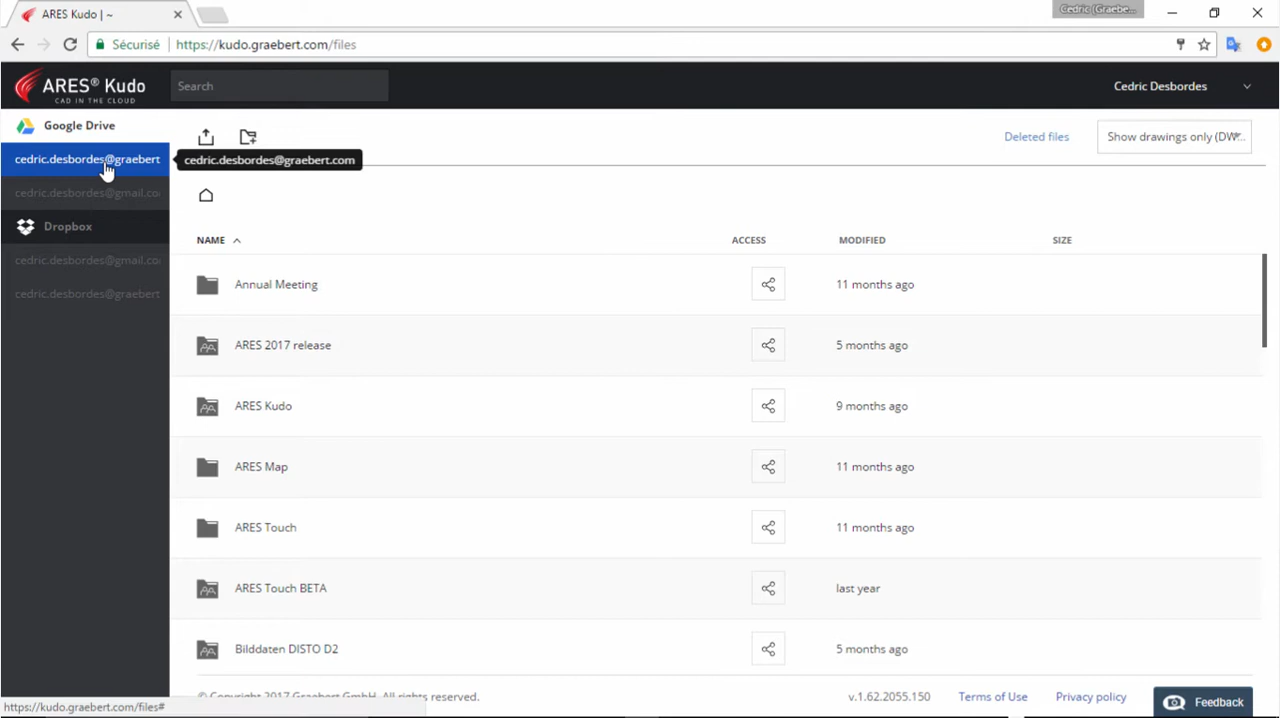 ARES Kudo | ~
Cedric (Graebe...
Sécurisé https://kudo.graebert.com/files
ARES® Kudo
CAD IN THE CLOUD
Search
Cedric Desbordes
Google Drive
Deleted files
Show drawings only (DW...
cedric.desbordes@graebert
cedric.desbordes@graebert.com
cedric.desbordes@gmail.co
Dropbox
cedric.desbordes@gmail.co
cedric.desbordes@graebert
NAME ACCESS MODIFIED SIZE
Annual Meeting 11 months ago
ARES 2017 release 5 months ago
ARES Kudo 9 months ago
ARES Map 11 months ago
ARES Touch 11 months ago
ARES Touch BETA last year
Bilddaten DISTO D2 5 months ago
© Copyright 2017 Graebert GmbH. All rights reserved.
v.1.62.2055.150 Terms of Use Privacy policy
Feedback
https://kudo.graebert.com/files#